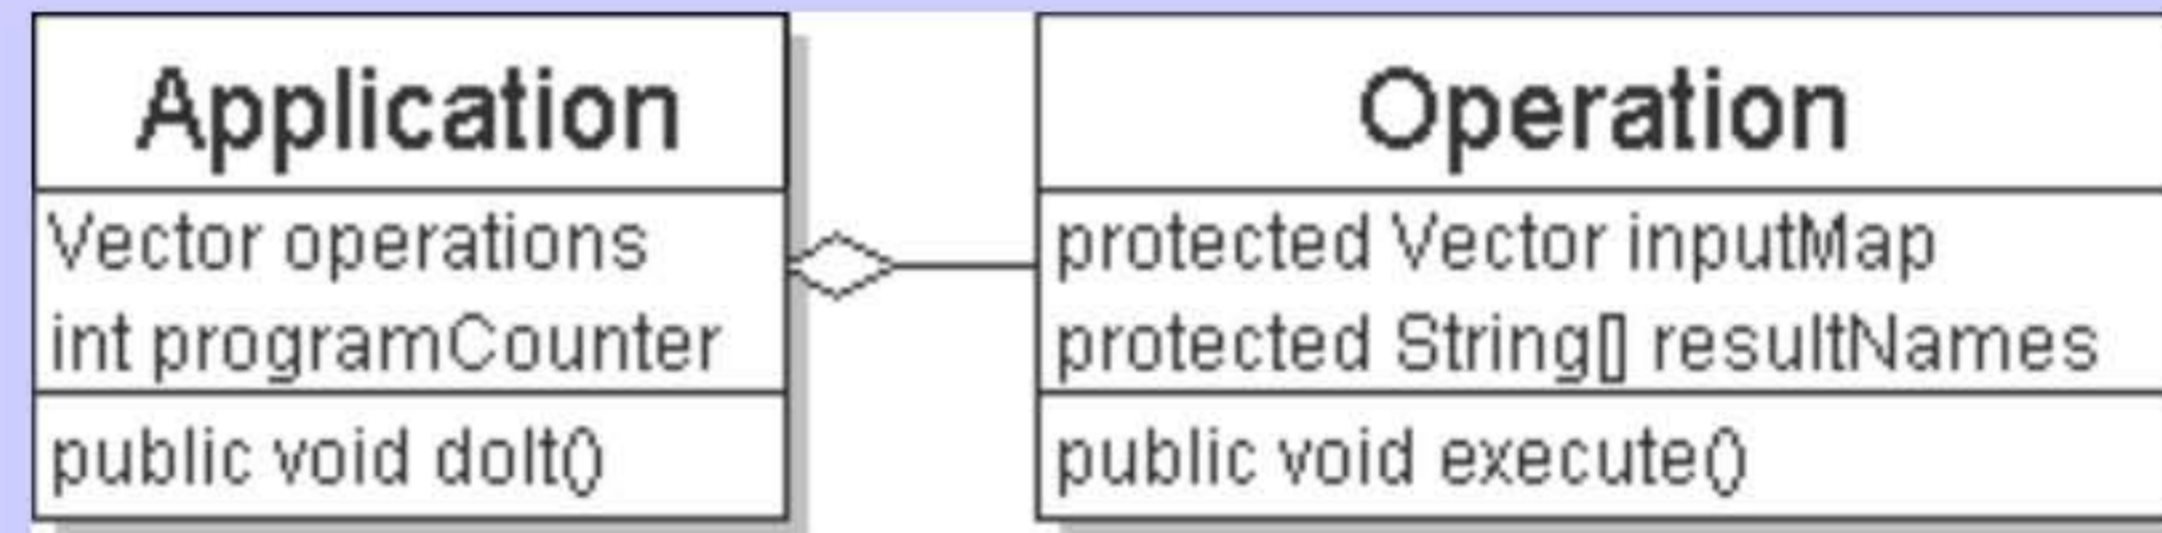 Application
Vector operations
int programCounter
public void doIt()
Operation
protected Vector inputMap
protected String[] resultNames
public void execute()